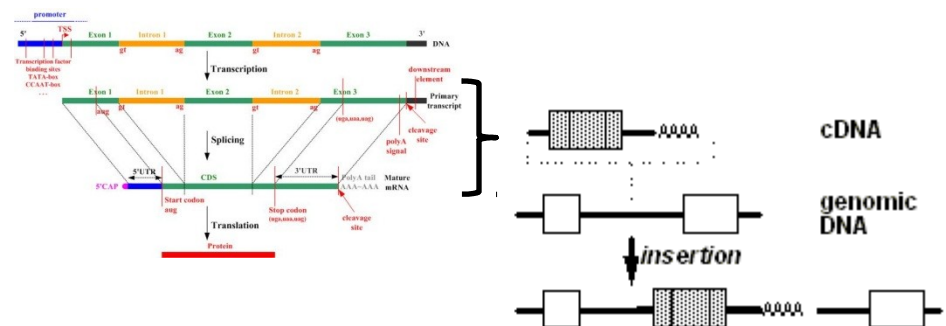 promoter
5'
TSS
Exon 1
Intron 1
Exon 2
Intron 2
Exon 3
3'
DNA
gt
ag
gt
ag
Transcription factor
binding sites
TATA-box
CCAAT-box
...
Transcription
downstream
element
Exon 1
Intron 1
Exon 2
Intron 2
Exon 3
Primary
transcript
aug
gt
ag
gt
ag
(uga,uaa,uag)
polyA
signal
cleavage
site
Splicing
5'CAP
5'UTR
CDS
3'UTR
PolyA tail
AAA~AAA
Mature
mRNA
Start codon
aug
Stop codon
(uga,uaa,uag)
cleavage
site
Translation
Protein
cDNA
genomic
DNA
insertion